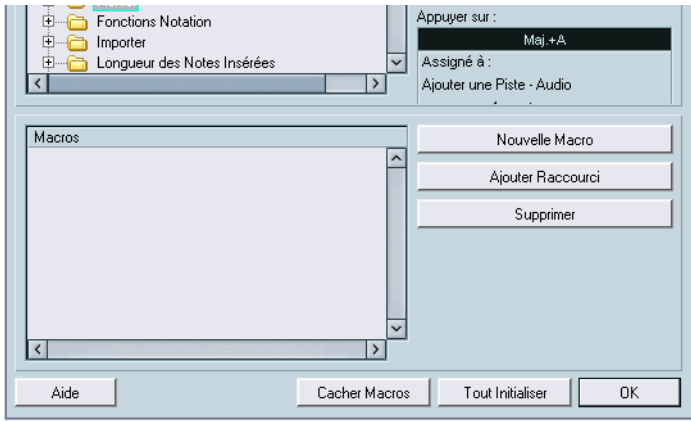 Fonctions Notation
Importer
Longueur des Notes Insérées
Appuyer sur :
Maj.+A
Assigné à :
Ajouter une Piste - Audio
Macros
Nouvelle Macro
Ajouter Raccourci
Supprimer
Aide
Cacher Macros
Tout Initialiser
OK